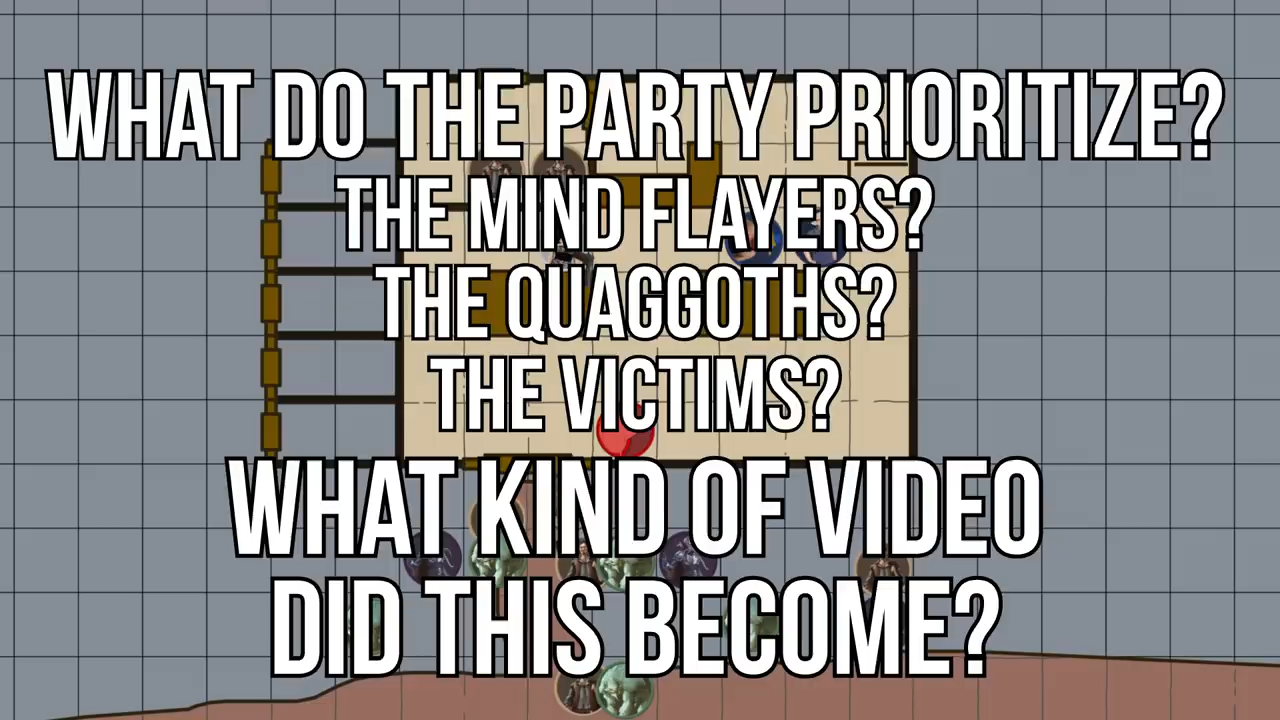 WHAT DO THE PARTY PRIORITIZE?
THE MIND FLAYERS?
THE QUAGGOTHS?
THE VICTIMS?
WHAT KIND OF VIDEO
DID THIS BECOME?